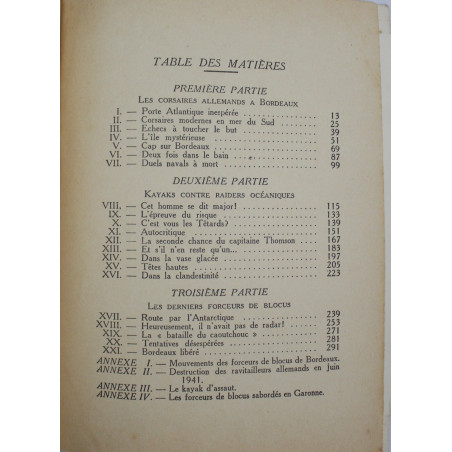 TABLE DES MATIÈRES
PREMIÈRE PARTIE
LES CORSAIRES ALLEMANDS A BORDEAUX
I. — Porte Atlantique inespérée 13
II. — Corsaires modernes en mer du Sud 25
III. — Echecs à toucher le but 39
IV. — L'île mystérieuse 51
V. — Cap sur Bordeaux 69
VI. — Deux fois dans le bain 87
VII. — Duels navals à mort 99
DEUXIÈME PARTIE
KAYAKS CONTRE RAIDERS OCÉANIQUES
VIII. — Cet homme se dit major! 115
IX. — L'épreuve du risque 133
X. — C'est vous les Têtards? 139
XI. — Autocritique 151
XII. — La seconde chance du capitaine Thomson 167
XIII. — Et s'il n'en reste qu'un... 183
XIV. — Dans la vase glacée 197
XV. — Têtes hautes 205
XVI. — Dans la clandestinité 223
TROISIÈME PARTIE
LES DERNIERS FORCEURS DE BLOCUS
XVII. — Route par l'Antarctique 239
XVIII. — Heureusement, il n'avait pas de radar! 253
XIX. — La « bataille du caoutchouc » 271
XX. — Tentatives désespérées 281
XXI. — Bordeaux libéré 291
ANNEXE I. — Mouvements des forceurs de blocus de Bordeaux.
ANNEXE II. — Destruction des ravitailleurs allemands en juin
1941.
ANNEXE III. — Le kayak d'assaut.
ANNEXE IV. — Les forceurs de blocus sabordés en Garonne.